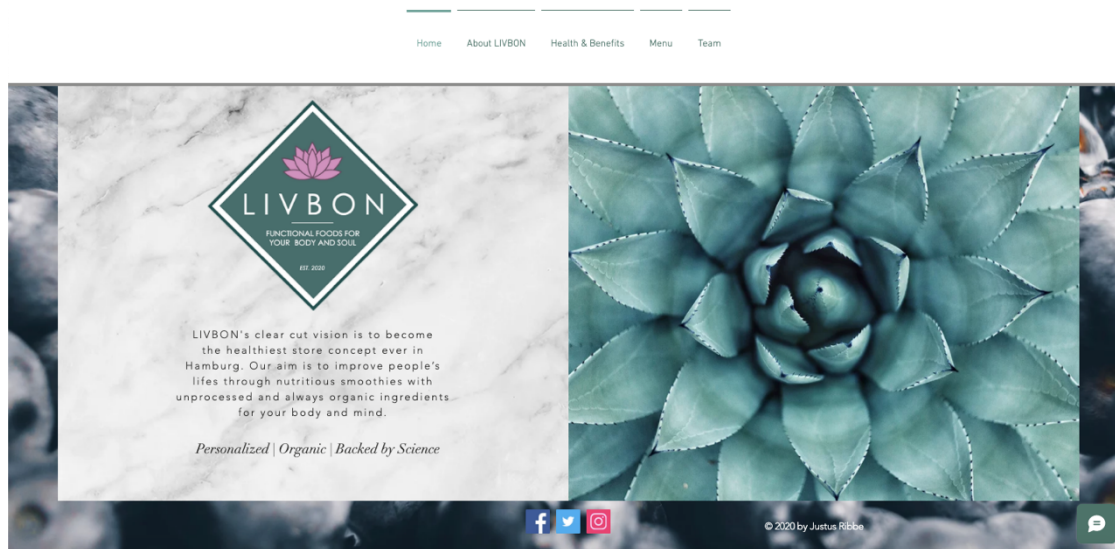 Home
About LIVBON
Health & Benefits
Menu
Team
LIVBON
FUNCTIONAL FOODS FOR
YOUR BODY AND SOUL
EST. 2020
LIVBON's clear cut vision is to become
the healthiest store concept ever in
Hamburg. Our aim is to improve people's
lifes through nutritious smoothies with
unprocessed and always organic ingredients
for your body and mind.
Personalized | Organic | Backed by Science
© 2020 by Justus Ribbe